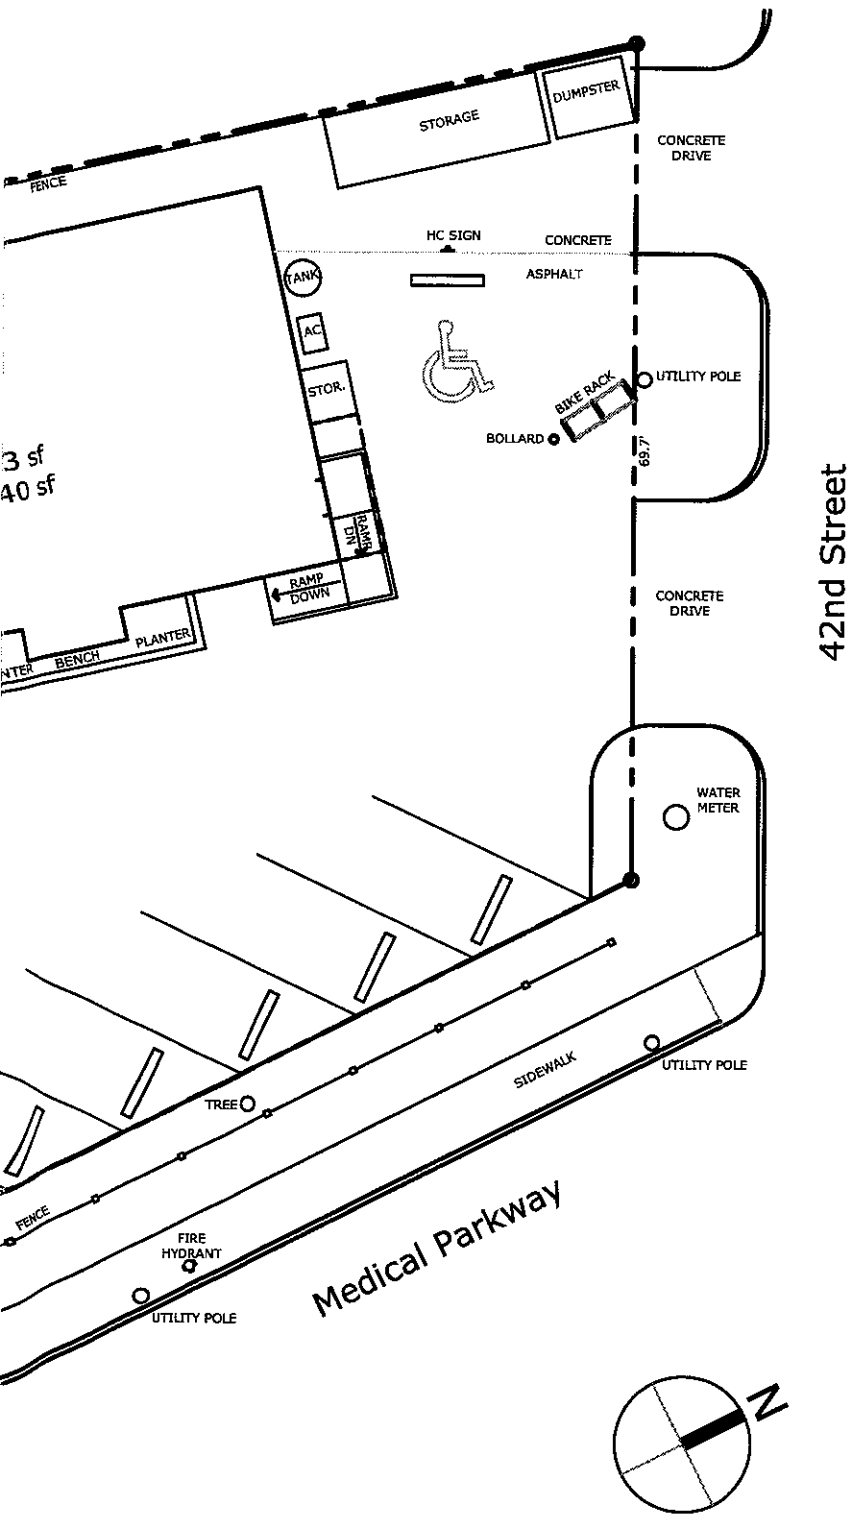 DUMPSTER
STORAGE
CONCRETE
DRIVE
FENCE
HC SIGN
CONCRETE
ASPHALT
TANK
AC
STOR.
BIKE RACK
UTILITY POLE
BOLLARD
69.7'
3 sf
40 sf
42nd Street
RAMP
DN
RAMP
DOWN
CONCRETE
DRIVE
PLANTER
BENCH
NTER
WATER
METER
SIDEWALK
UTILITY POLE
TREE
FENCE
FIRE
HYDRANT
UTILITY POLE
Medical Parkway
N